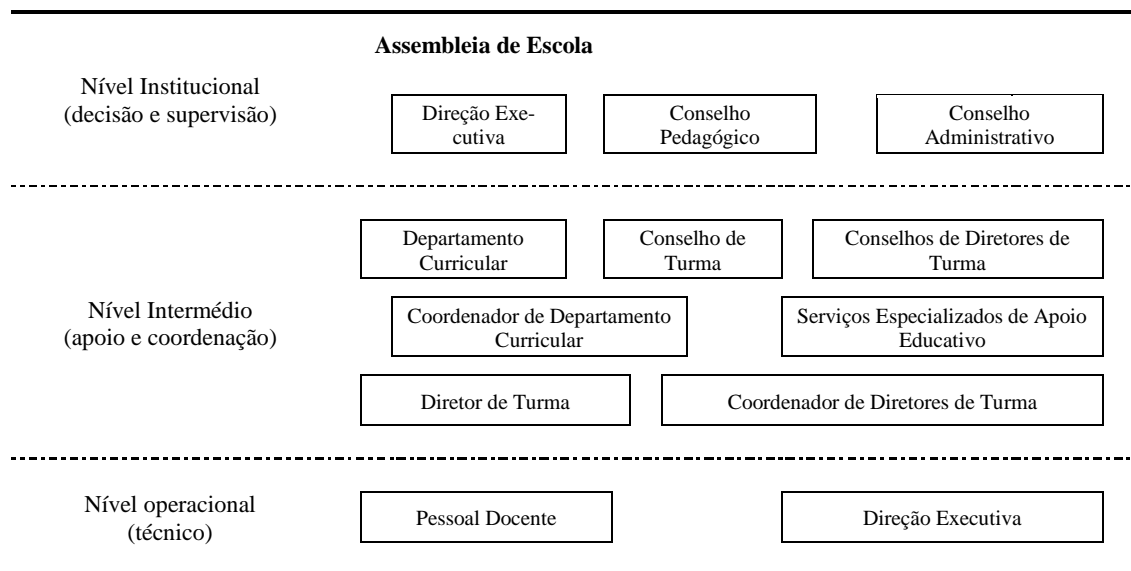 Assembleia de Escola
Nível Institucional
(decisão e supervisão)
Direção Exe-
cutiva
Conselho
Pedagógico
Conselho
Administrativo
Departamento
Curricular
Conselho de
Turma
Conselhos de Diretores de
Turma
Nível Intermédio
(apoio e coordenação)
Coordenador de Departamento
Curricular
Serviços Especializados de Apoio
Educativo
Diretor de Turma
Coordenador de Diretores de Turma
Nível operacional
(técnico)
Pessoal Docente
Direção Executiva